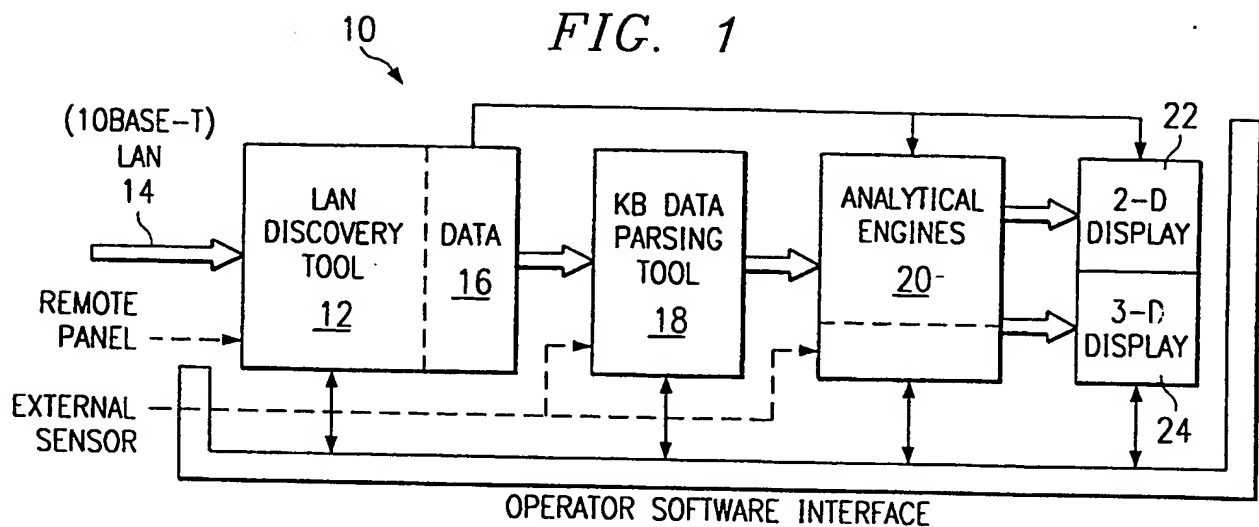 FIG. 1
10
(10BASE-T)
LAN
14
LAN
DISCOVERY
TOOL
12
DATA
16
KB DATA
PARSING
TOOL
18
ANALYTICAL
ENGINES
20
22
2-D
DISPLAY
3-D
DISPLAY
24
REMOTE
PANEL
EXTERNAL
SENSOR
OPERATOR SOFTWARE INTERFACE